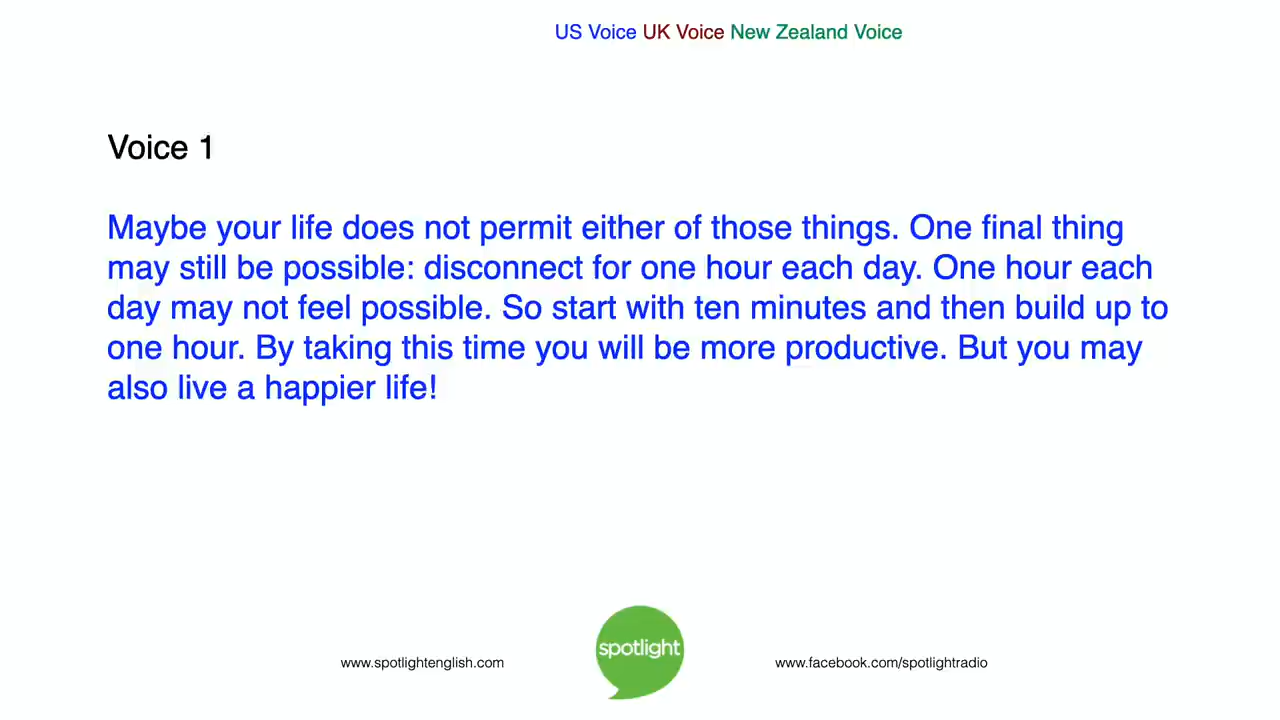 US Voice UK Voice New Zealand Voice
Voice 1
Maybe your life does not permit either of those things. One final thing
may still be possible: disconnect for one hour each day. One hour each
day may not feel possible. So start with ten minutes and then build up to
one hour. By taking this time you will be more productive. But you may
also live a happier life!
spotlight
www.spotlightenglish.com
www.facebook.com/spotlightradio